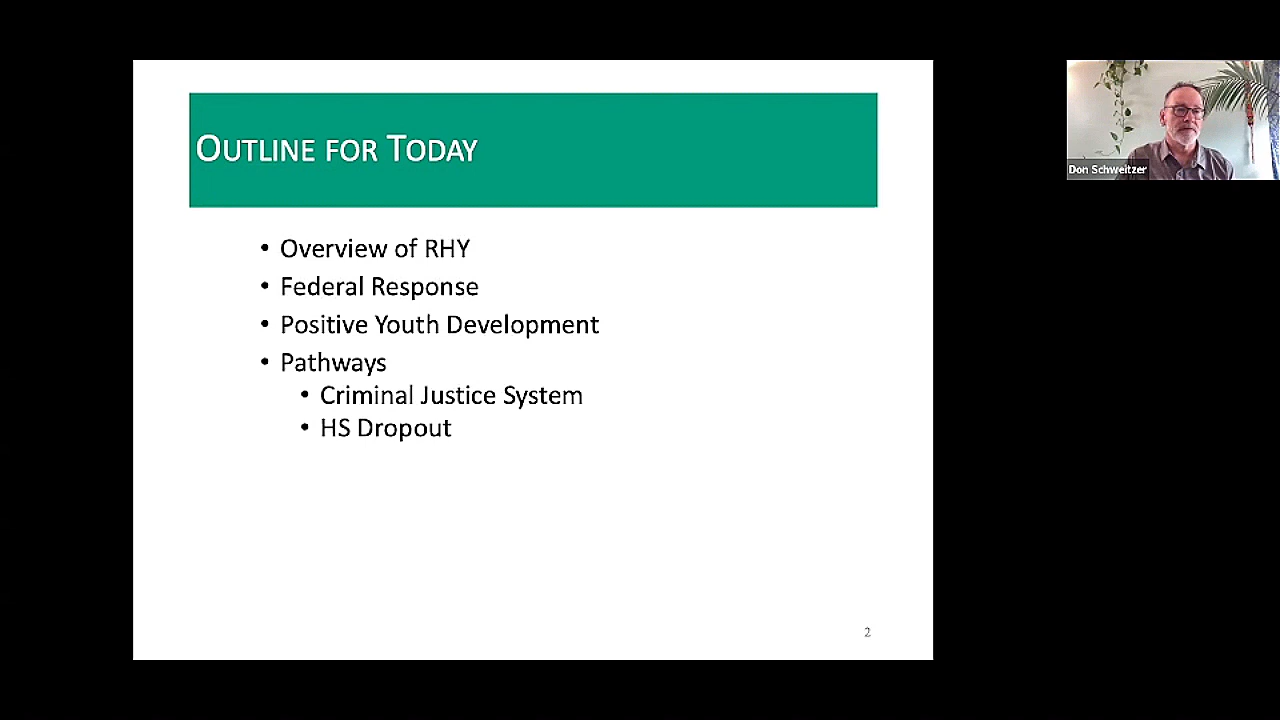 OUTLINE FOR TODAY
• Overview of RHY
• Federal Response
• Positive Youth Development
• Pathways
• Criminal Justice System
• HS Dropout
2
Don Schweitzer